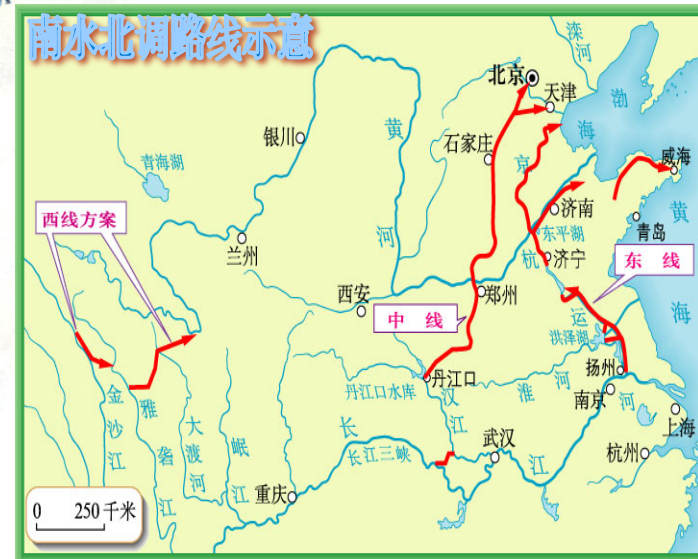 南水北调路线示意
滦河
北京
天津
渤海
银川
黄河
石家庄
京杭运河
威海
青海湖
济南
黄海
西线方案
东平湖
青岛
兰州
济宁
东 线
西安
郑州
中 线
洪泽湖
丹江口
扬州
丹江口水库
汉江
淮河
南京
金沙江
雅砻江
大渡河
岷江
长江
长江三峡
武汉
上海
杭州
重庆
0 250千米